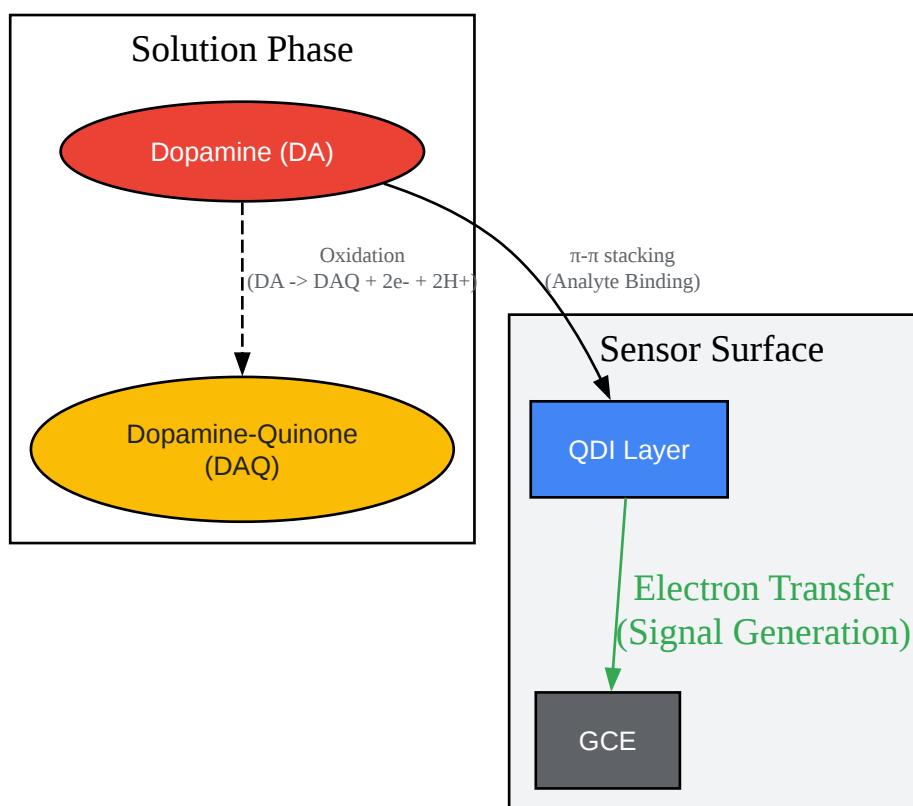 Solution Phase
Dopamine (DA)
Oxidation
(DA -> DAQ + 2e- + 2H+)
π-π stacking
(Analyte Binding)
Dopamine-Quinone
(DAQ)
Sensor Surface
QDI Layer
Electron Transfer
(Signal Generation)
GCE